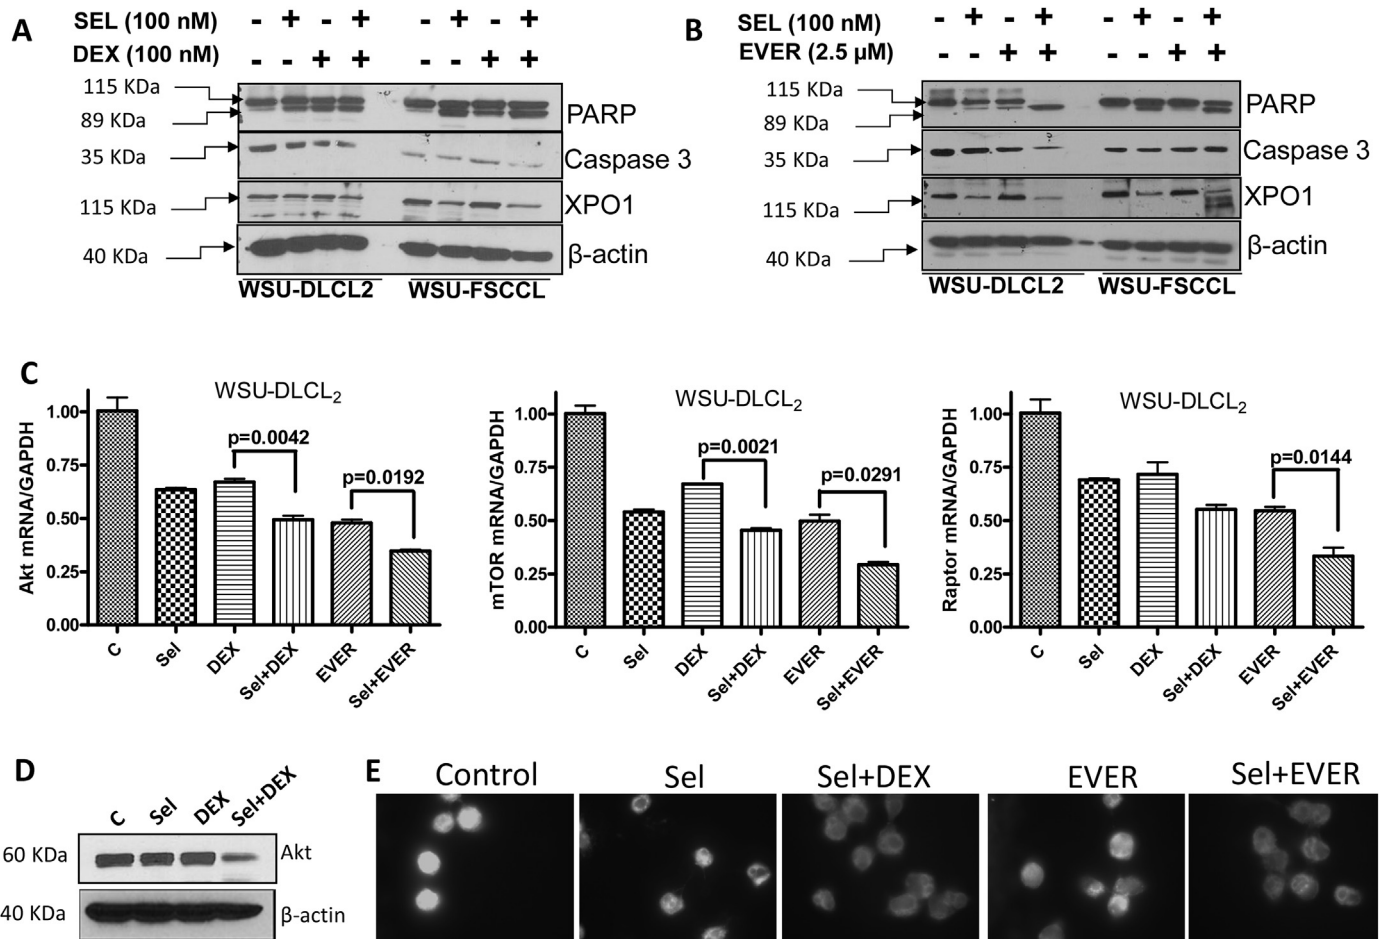 A
SEL (100 nM) - + - + - + - +
DEX (100 nM) - - + + - - + +
115 KDa
89 KDa
PARP
35 KDa
Caspase 3
115 KDa
XPO1
40 KDa
β-actin
WSU-DLCL2 WSU-FSCCL
B
SEL (100 nM) - + - + - + - +
EVER (2.5 µM) - - + + - - + +
115 KDa
89 KDa
PARP
35 KDa
Caspase 3
115 KDa
XPO1
40 KDa
β-actin
WSU-DLCL2 WSU-FSCCL
C
WSU-DLCL2
Akt mRNA/GAPDH
1.00
0.75
0.50
0.25
0.00
p=0.0042
p=0.0192
C Sel DEX Sel+DEX EVER Sel+EVER
WSU-DLCL2
mTOR mRNA/GAPDH
1.00
0.75
0.50
0.25
0.00
p=0.0021
p=0.0291
C Sel DEX Sel+DEX EVER Sel+EVER
WSU-DLCL2
Raptor mRNA/GAPDH
1.00
0.75
0.50
0.25
0.00
p=0.0144
C Sel DEX Sel+DEX EVER Sel+EVER
D
C Sel DEX Sel+DEX
60 KDa
Akt
40 KDa
β-actin
E
Control Sel Sel+DEX EVER Sel+EVER